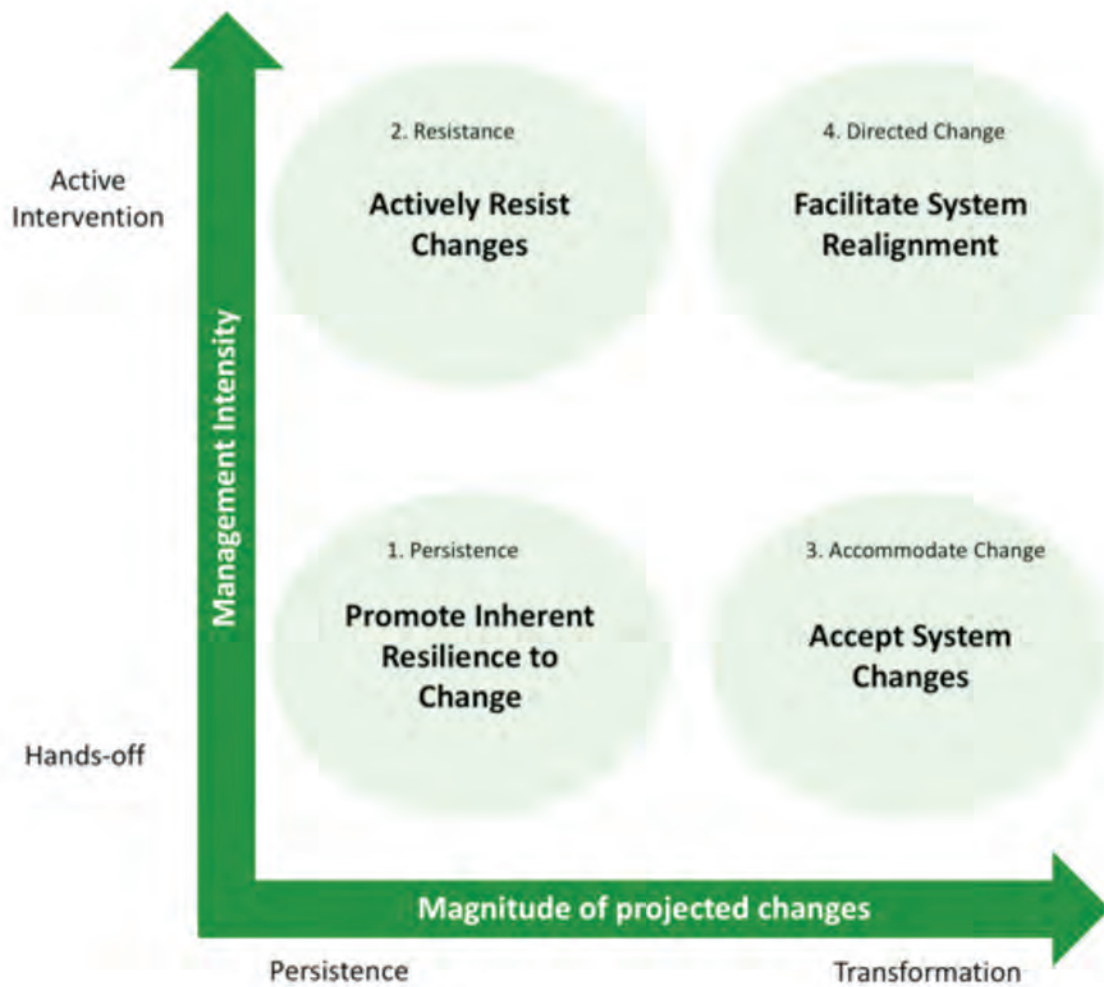 Active
Intervention
Hands-off
Management Intensity
2. Resistance
Actively Resist
Changes
4. Directed Change
Facilitate System
Realignment
1. Persistence
Promote Inherent
Resilience to
Change
3. Accommodate Change
Accept System
Changes
Magnitude of projected changes
Persistence
Transformation